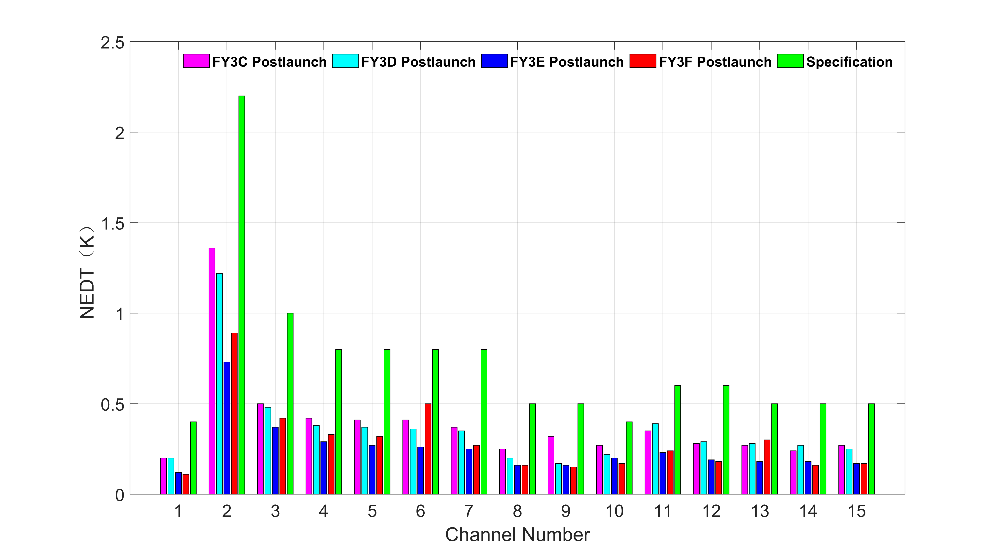 2.5
FY3C Postlaunch FY3D Postlaunch FY3E Postlaunch FY3F Postlaunch Specification
2
1.5
1
0.5
0
NEDT（K）
1 2 3 4 5 6 7 8 9 10 11 12 13 14 15
Channel Number